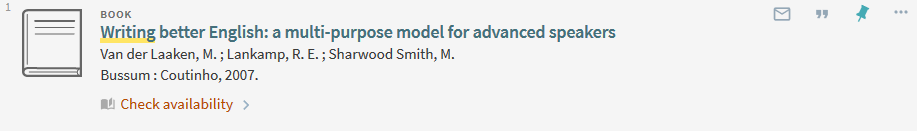 1
BOOK
Writing better English: a multi-purpose model for advanced speakers
Van der Laaken, M. ; Lankamp, R. E. ; Sharwood Smith, M.
Bussum : Coutinho, 2007.
Check availability